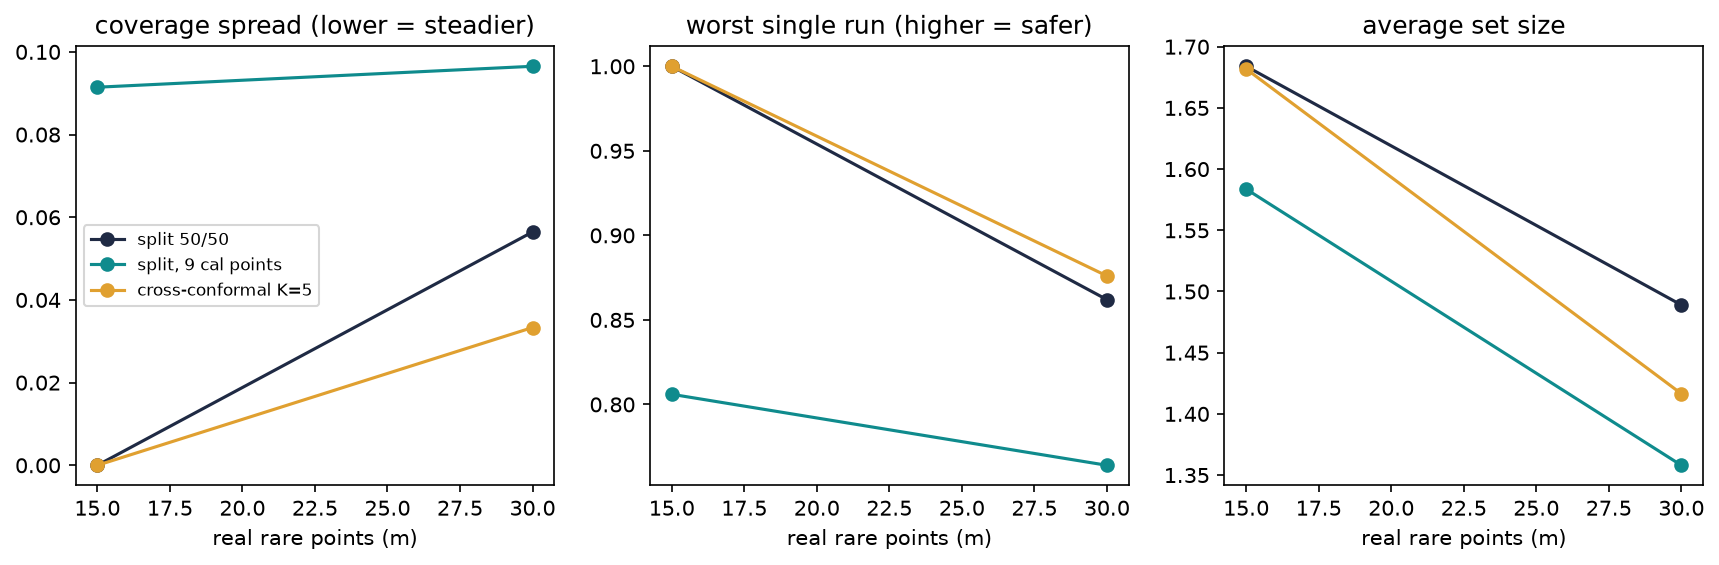 coverage spread (lower = steadier)
0.10
0.08
0.06
0.04
0.02
0.00
split 50/50
split, 9 cal points
cross-conformal K=5
15.0 17.5 20.0 22.5 25.0 27.5 30.0
real rare points (m)
worst single run (higher = safer)
1.00
0.95
0.90
0.85
0.80
15.0 17.5 20.0 22.5 25.0 27.5 30.0
real rare points (m)
average set size
1.70
1.65
1.60
1.55
1.50
1.45
1.40
1.35
15.0 17.5 20.0 22.5 25.0 27.5 30.0
real rare points (m)